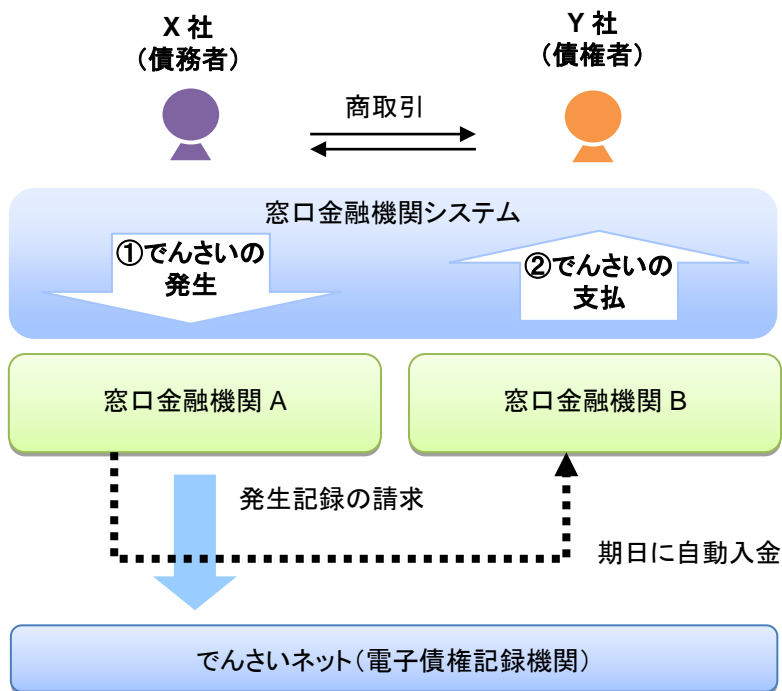 X 社
（債務者）
Y 社
（債権者）
商取引
窓口金融機関システム
①でんさいの
発生
②でんさいの
支払
窓口金融機関 A
窓口金融機関 B
発生記録の請求
期日に自動入金
でんさいネット（電子債権記録機関）